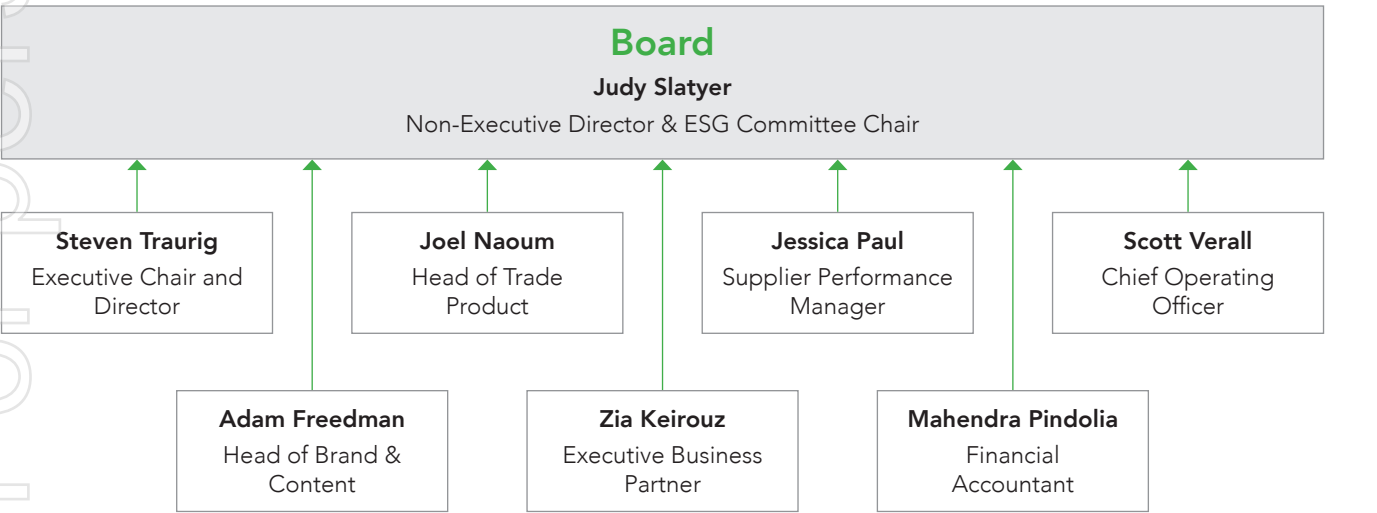 Board
Judy Slatyer
Non-Executive Director & ESG Committee Chair
Steven Traurig
Executive Chair and
Director
Joel Naoum
Head of Trade
Product
Jessica Paul
Supplier Performance
Manager
Scott Verall
Chief Operating
Officer
Adam Freedman
Head of Brand &
Content
Zia Keirouz
Executive Business
Partner
Mahendra Pindolia
Financial
Accountant